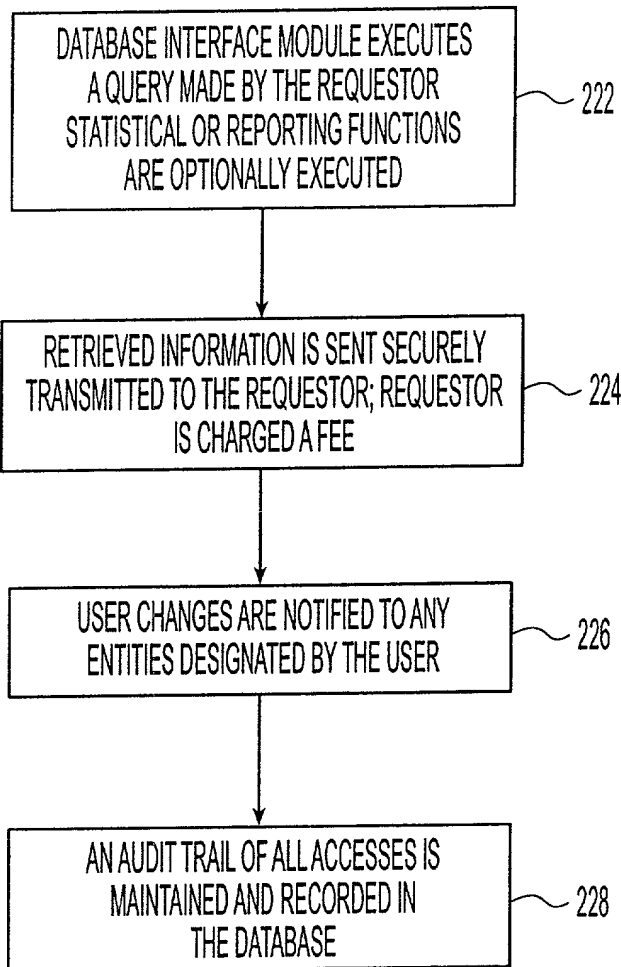 DATABASE INTERFACE MODULE EXECUTES
A QUERY MADE BY THE REQUESTOR
STATISTICAL OR REPORTING FUNCTIONS
ARE OPTIONALLY EXECUTED
222
RETRIEVED INFORMATION IS SENT SECURELY
TRANSMITTED TO THE REQUESTOR; REQUESTOR
IS CHARGED A FEE
224
USER CHANGES ARE NOTIFIED TO ANY
ENTITIES DESIGNATED BY THE USER
226
AN AUDIT TRAIL OF ALL ACCESSES IS
MAINTAINED AND RECORDED IN
THE DATABASE
228